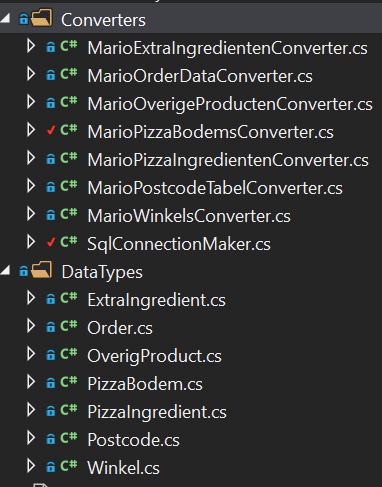 Converters
C# MarioExtraIngredientenConverter.cs
C# MarioOrderDataConverter.cs
C# MarioOverigeProductenConverter.cs
C# MarioPizzaBodemsConverter.cs
C# MarioPizzaIngredientenConverter.cs
C# MarioPostcodeTabelConverter.cs
C# MarioWinkelsConverter.cs
C# SqlConnectionMaker.cs
DataTypes
C# ExtraIngredient.cs
C# Order.cs
C# OverigProduct.cs
C# PizzaBodem.cs
C# PizzaIngredient.cs
C# Postcode.cs
C# Winkel.cs